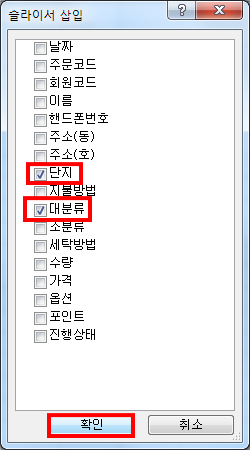 슬라이서 삽입
날짜
주문코드
회원코드
이름
핸드폰번호
주소(동)
주소(호)
단지
지불방법
대분류
소분류
세탁방법
수량
가격
옵션
포인트
진행상태
확인 취소